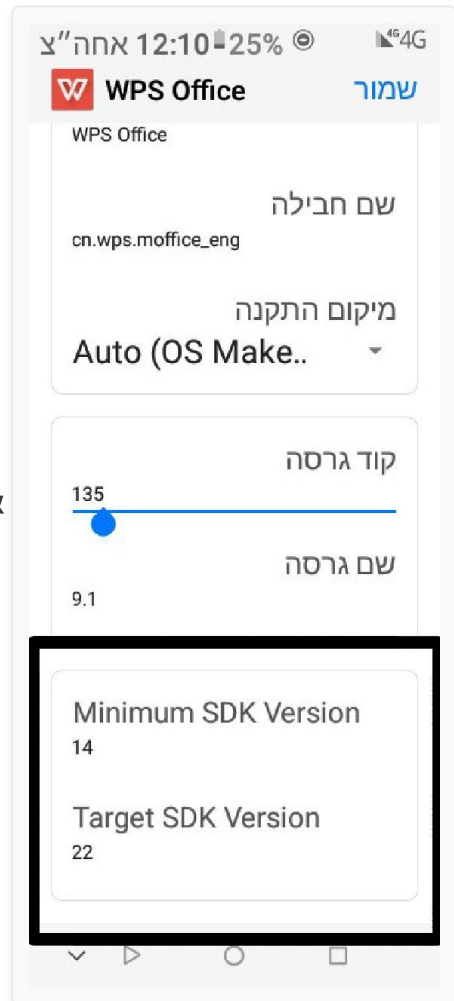 אחה״צ 12:10 25% 4G 4G
WPS Office שמור
WPS Office
שם חבילה
cn.wps.moffice_eng
מיקום התקנה
Auto (OS Make..
קוד גרסה
135
שם גרסה
9.1
Minimum SDK Version
14
Target SDK Version
22